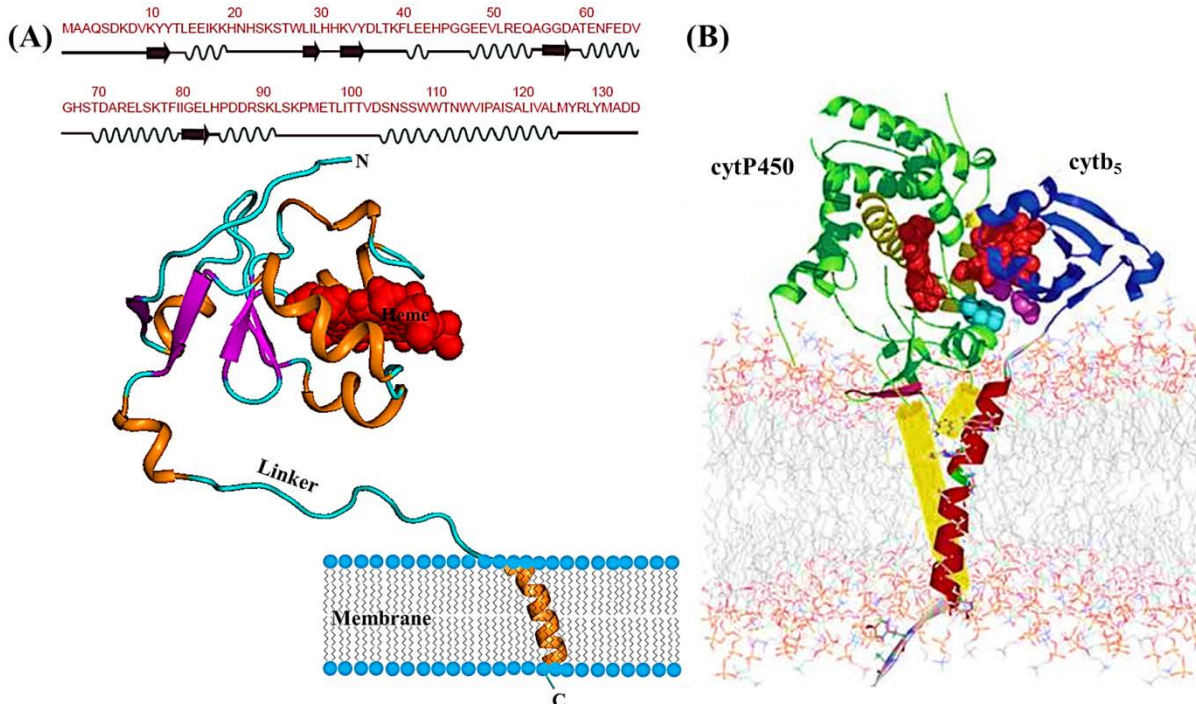 (A)
10 20 30 40 50 60
MAAQSDKDVKYYTLEEIKKHNHSKSTWLILHHKVYDLTKFLEEHPGGEEVLREQAGGDATENFEDV
70 80 90 100 110 120 130
GHSTDARELSKTFIIGELHPDDRSKLSKPMETLITTVDSNSSWWTNWVIPAISALIVALMYRLYMADD
N
Heme
Linker
Membrane
C
(B)
cytP450
cytb₅